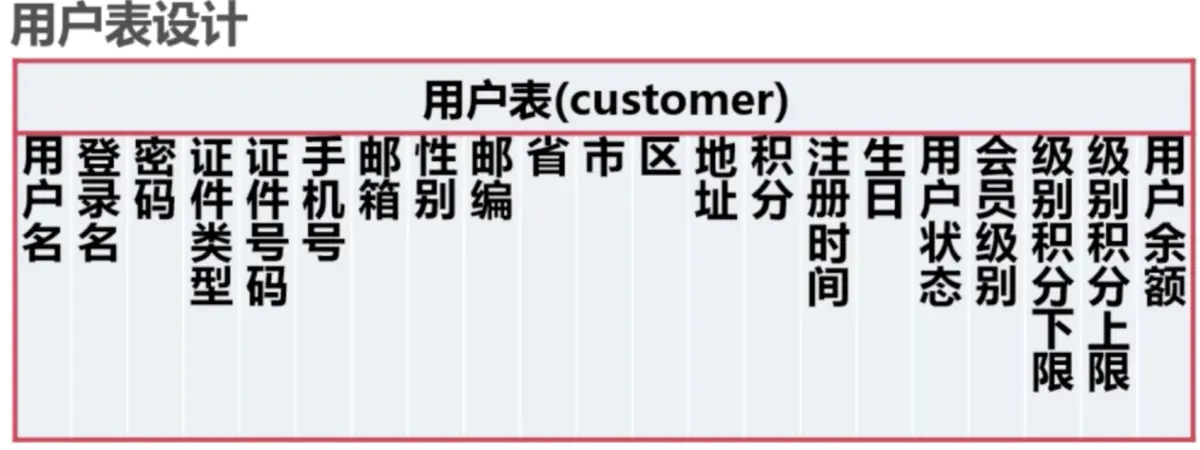 用户表设计
用户表(customer)
用户名
登录名
密码
证件类型
证件号码
手机号
邮箱
性别
邮编
省
市
区
地址
积分
注册时间
生日
用户状态
会员级别
级别积分下限
级别积分上限
用户余额